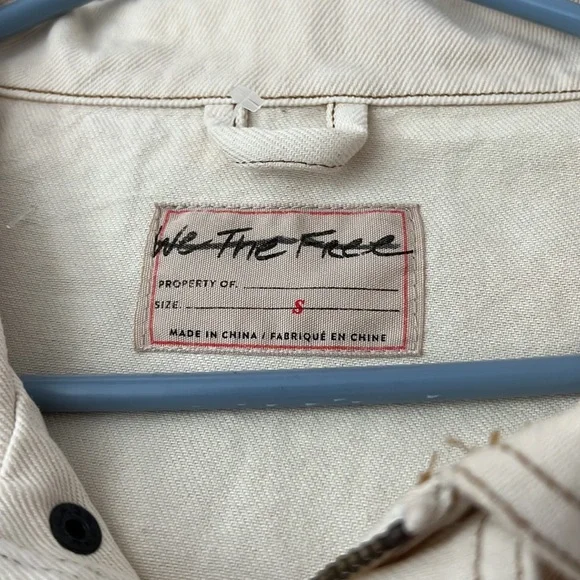 We The Free
PROPERTY OF.
SIZE. S
MADE IN CHINA / FABRIQUÉ EN CHINE